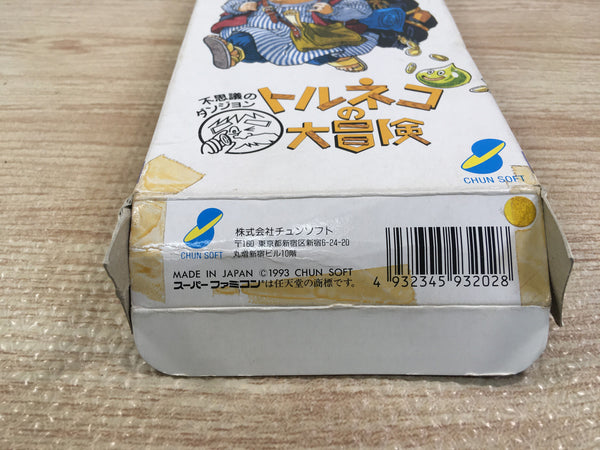 不思議の
ダンジョン
トルネコ
の
大冒険
CHUN SOFT
CHUN SOFT
株式会社チュンソフト
〒160 東京都新宿区新宿6-24-20
丸増新宿ビル10階
MADE IN JAPAN ©1993 CHUN SOFT
スーパーファミコン®は任天堂の商標です。
4 932345 932028